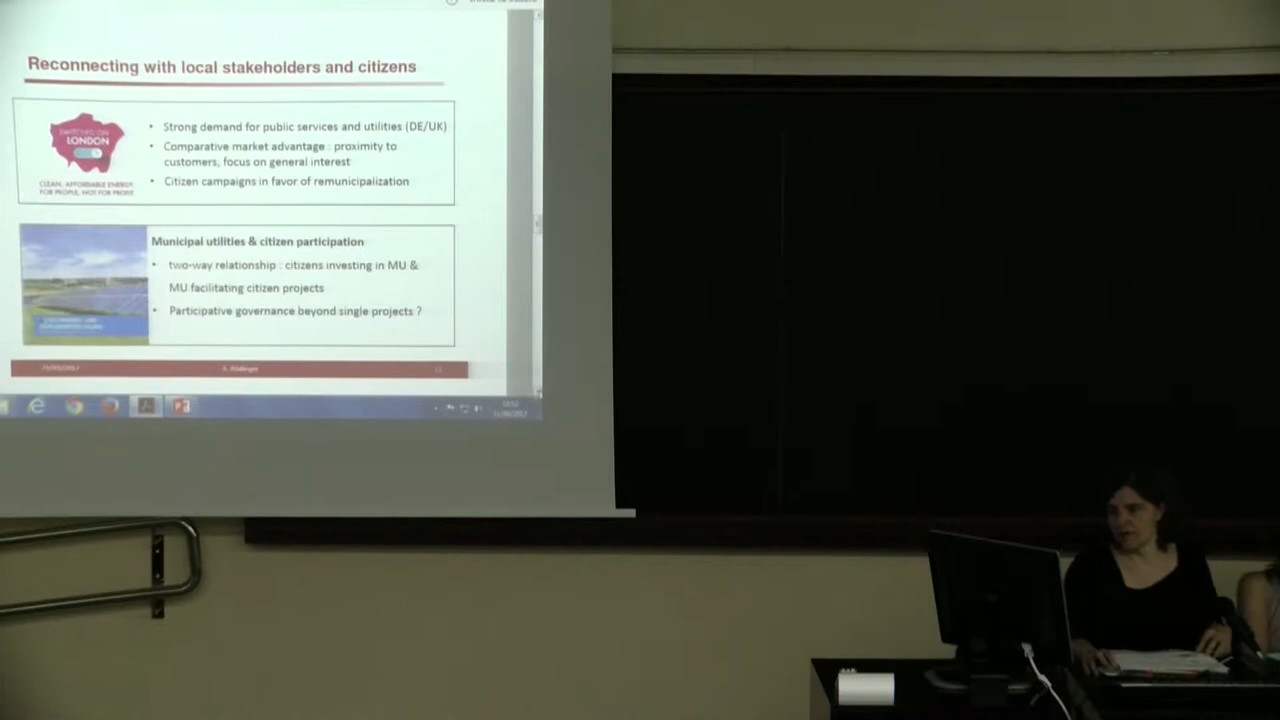 Reconnecting with local stakeholders and citizens
SWITCHED ON
LONDON
CLEAN, AFFORDABLE ENERGY
FOR PEOPLE, NOT FOR PROFIT
• Strong demand for public services and utilities (DE/UK)
• Comparative market advantage : proximity to
customers, focus on general interest
• Citizen campaigns in favor of remunicipalization
Municipal utilities & citizen participation
• two-way relationship : citizens investing in MU &
MU facilitating citizen projects
• Participative governance beyond single projects ?